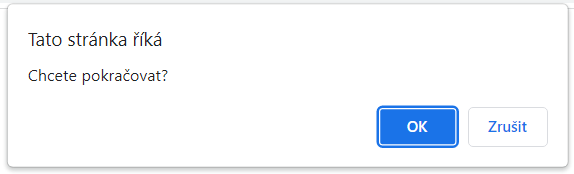 Tato stránka říká
Chcete pokračovat?
OK Zrušit